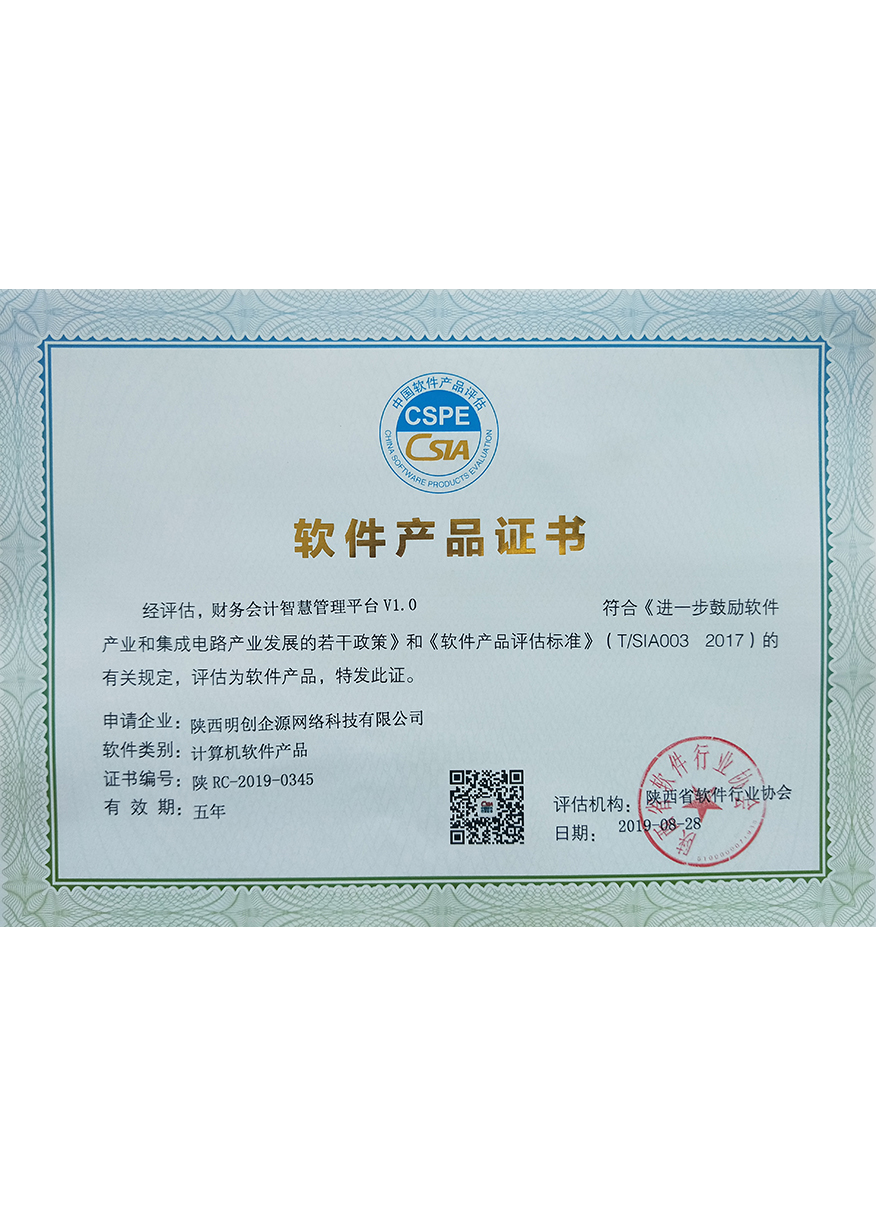 中国软件产品评估
CSPE
CSIA
CHINA SOFTWARE PRODUCTS EVALUATION
软件产品证书
经评估，财务会计智慧管理平台 V1.0 符合《进一步鼓励软件
产业和集成电路产业发展的若干政策》和《软件产品评估标准》（T/SIA003 2017）的
有关规定，评估为软件产品，特发此证。
申请企业：陕西明创企源网络科技有限公司
软件类别：计算机软件产品
证书编号：陕 RC-2019-0345
有 效 期：五年
评估机构：陕西省软件行业协会
日期：2019-08-28
陕西省软件行业协会